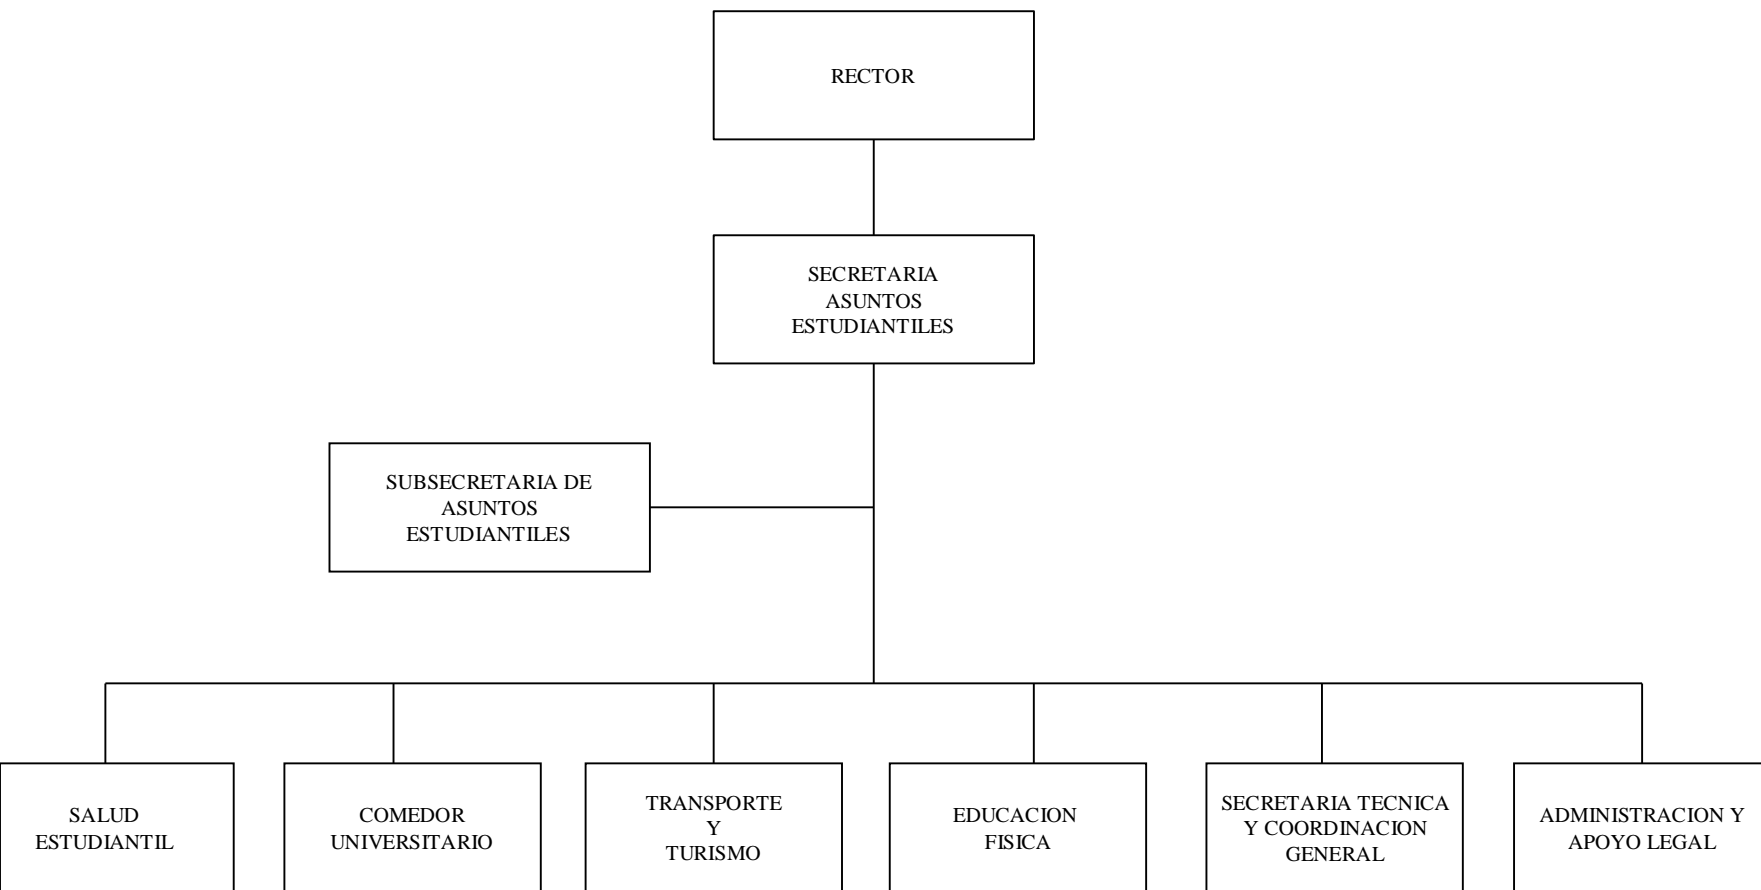 RECTOR
SECRETARIA
ASUNTOS
ESTUDIANTILES
SUBSECRETARIA DE
ASUNTOS
ESTUDIANTILES
SALUD
ESTUDIANTIL
COMEDOR
UNIVERSITARIO
TRANSPORTE
Y
TURISMO
EDUCACION
FISICA
SECRETARIA TECNICA
Y COORDINACION
GENERAL
ADMINISTRACION Y
APOYO LEGAL